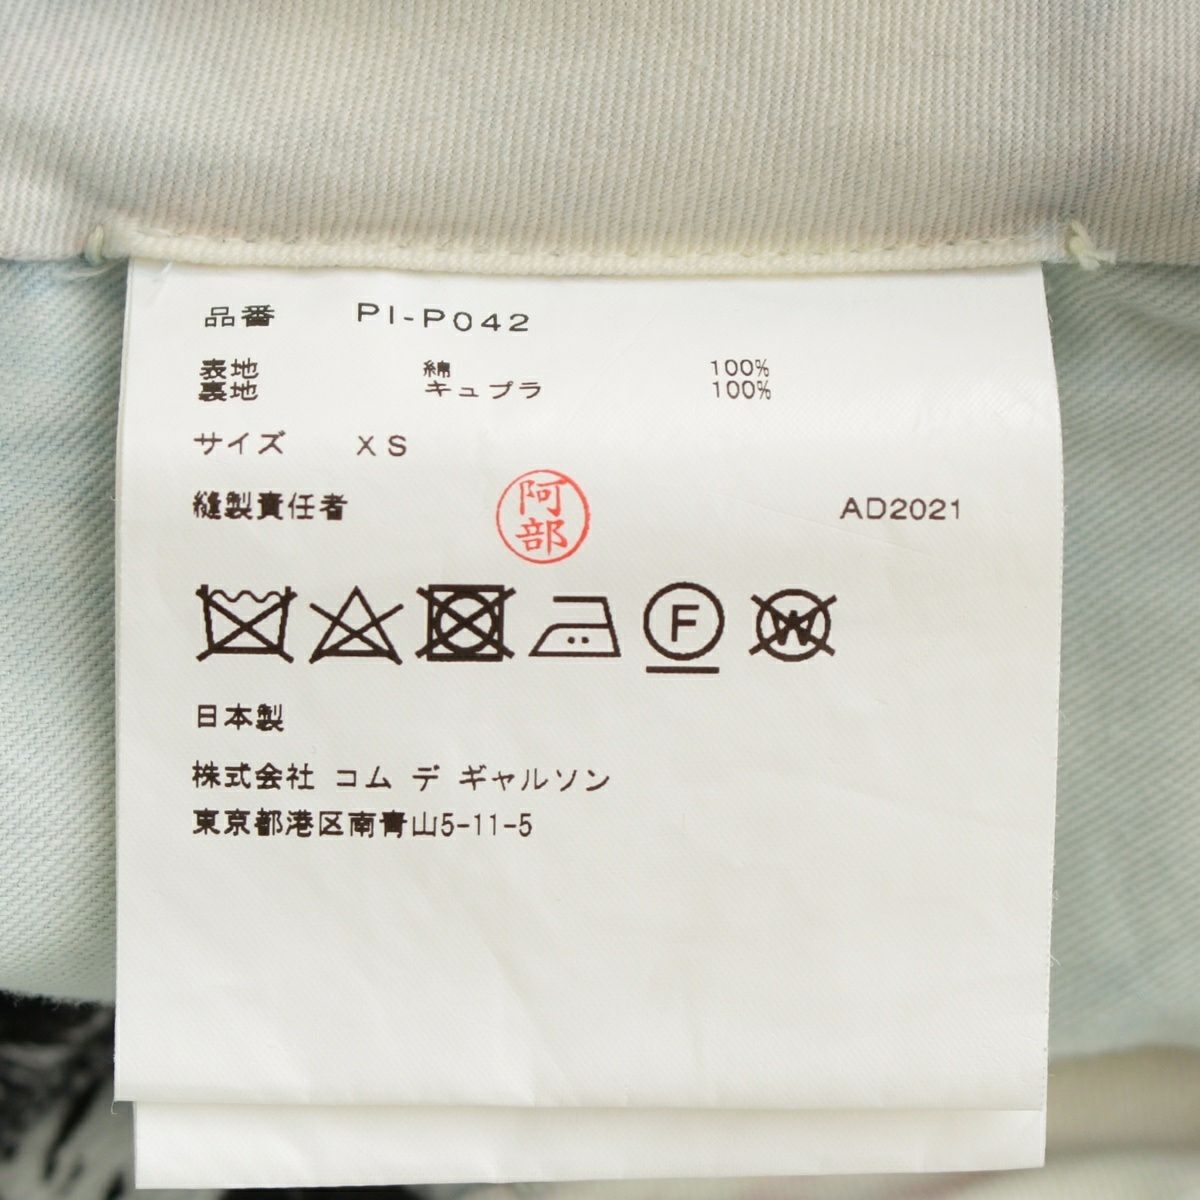 品番 PI-P042
表地 綿 100%
裏地 キュプラ 100%
サイズ XS
縫製責任者 阿部 AD2021
F W
日本製
株式会社 コム デ ギャルソン
東京都港区南青山5-11-5